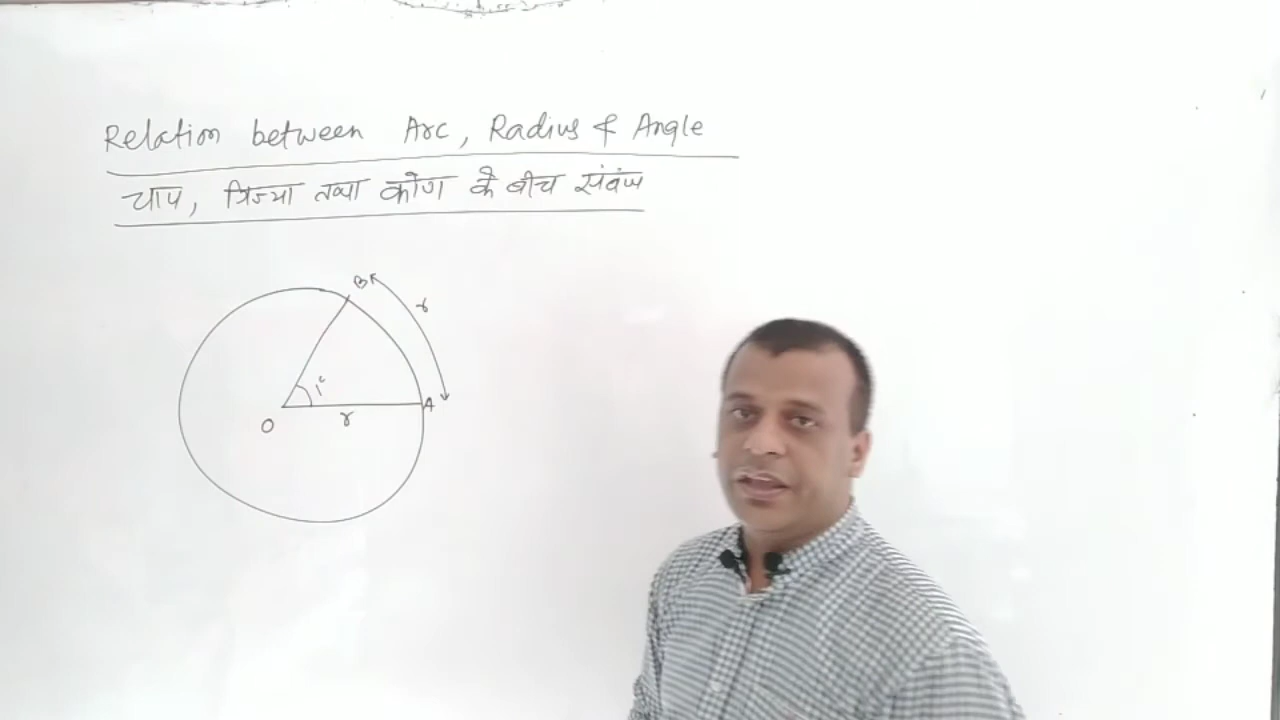 Relation between Arc, Radius & Angle
चाप, त्रिज्या तथा कोण के बीच संबंध
B
r
1ᶜ
A
O
r